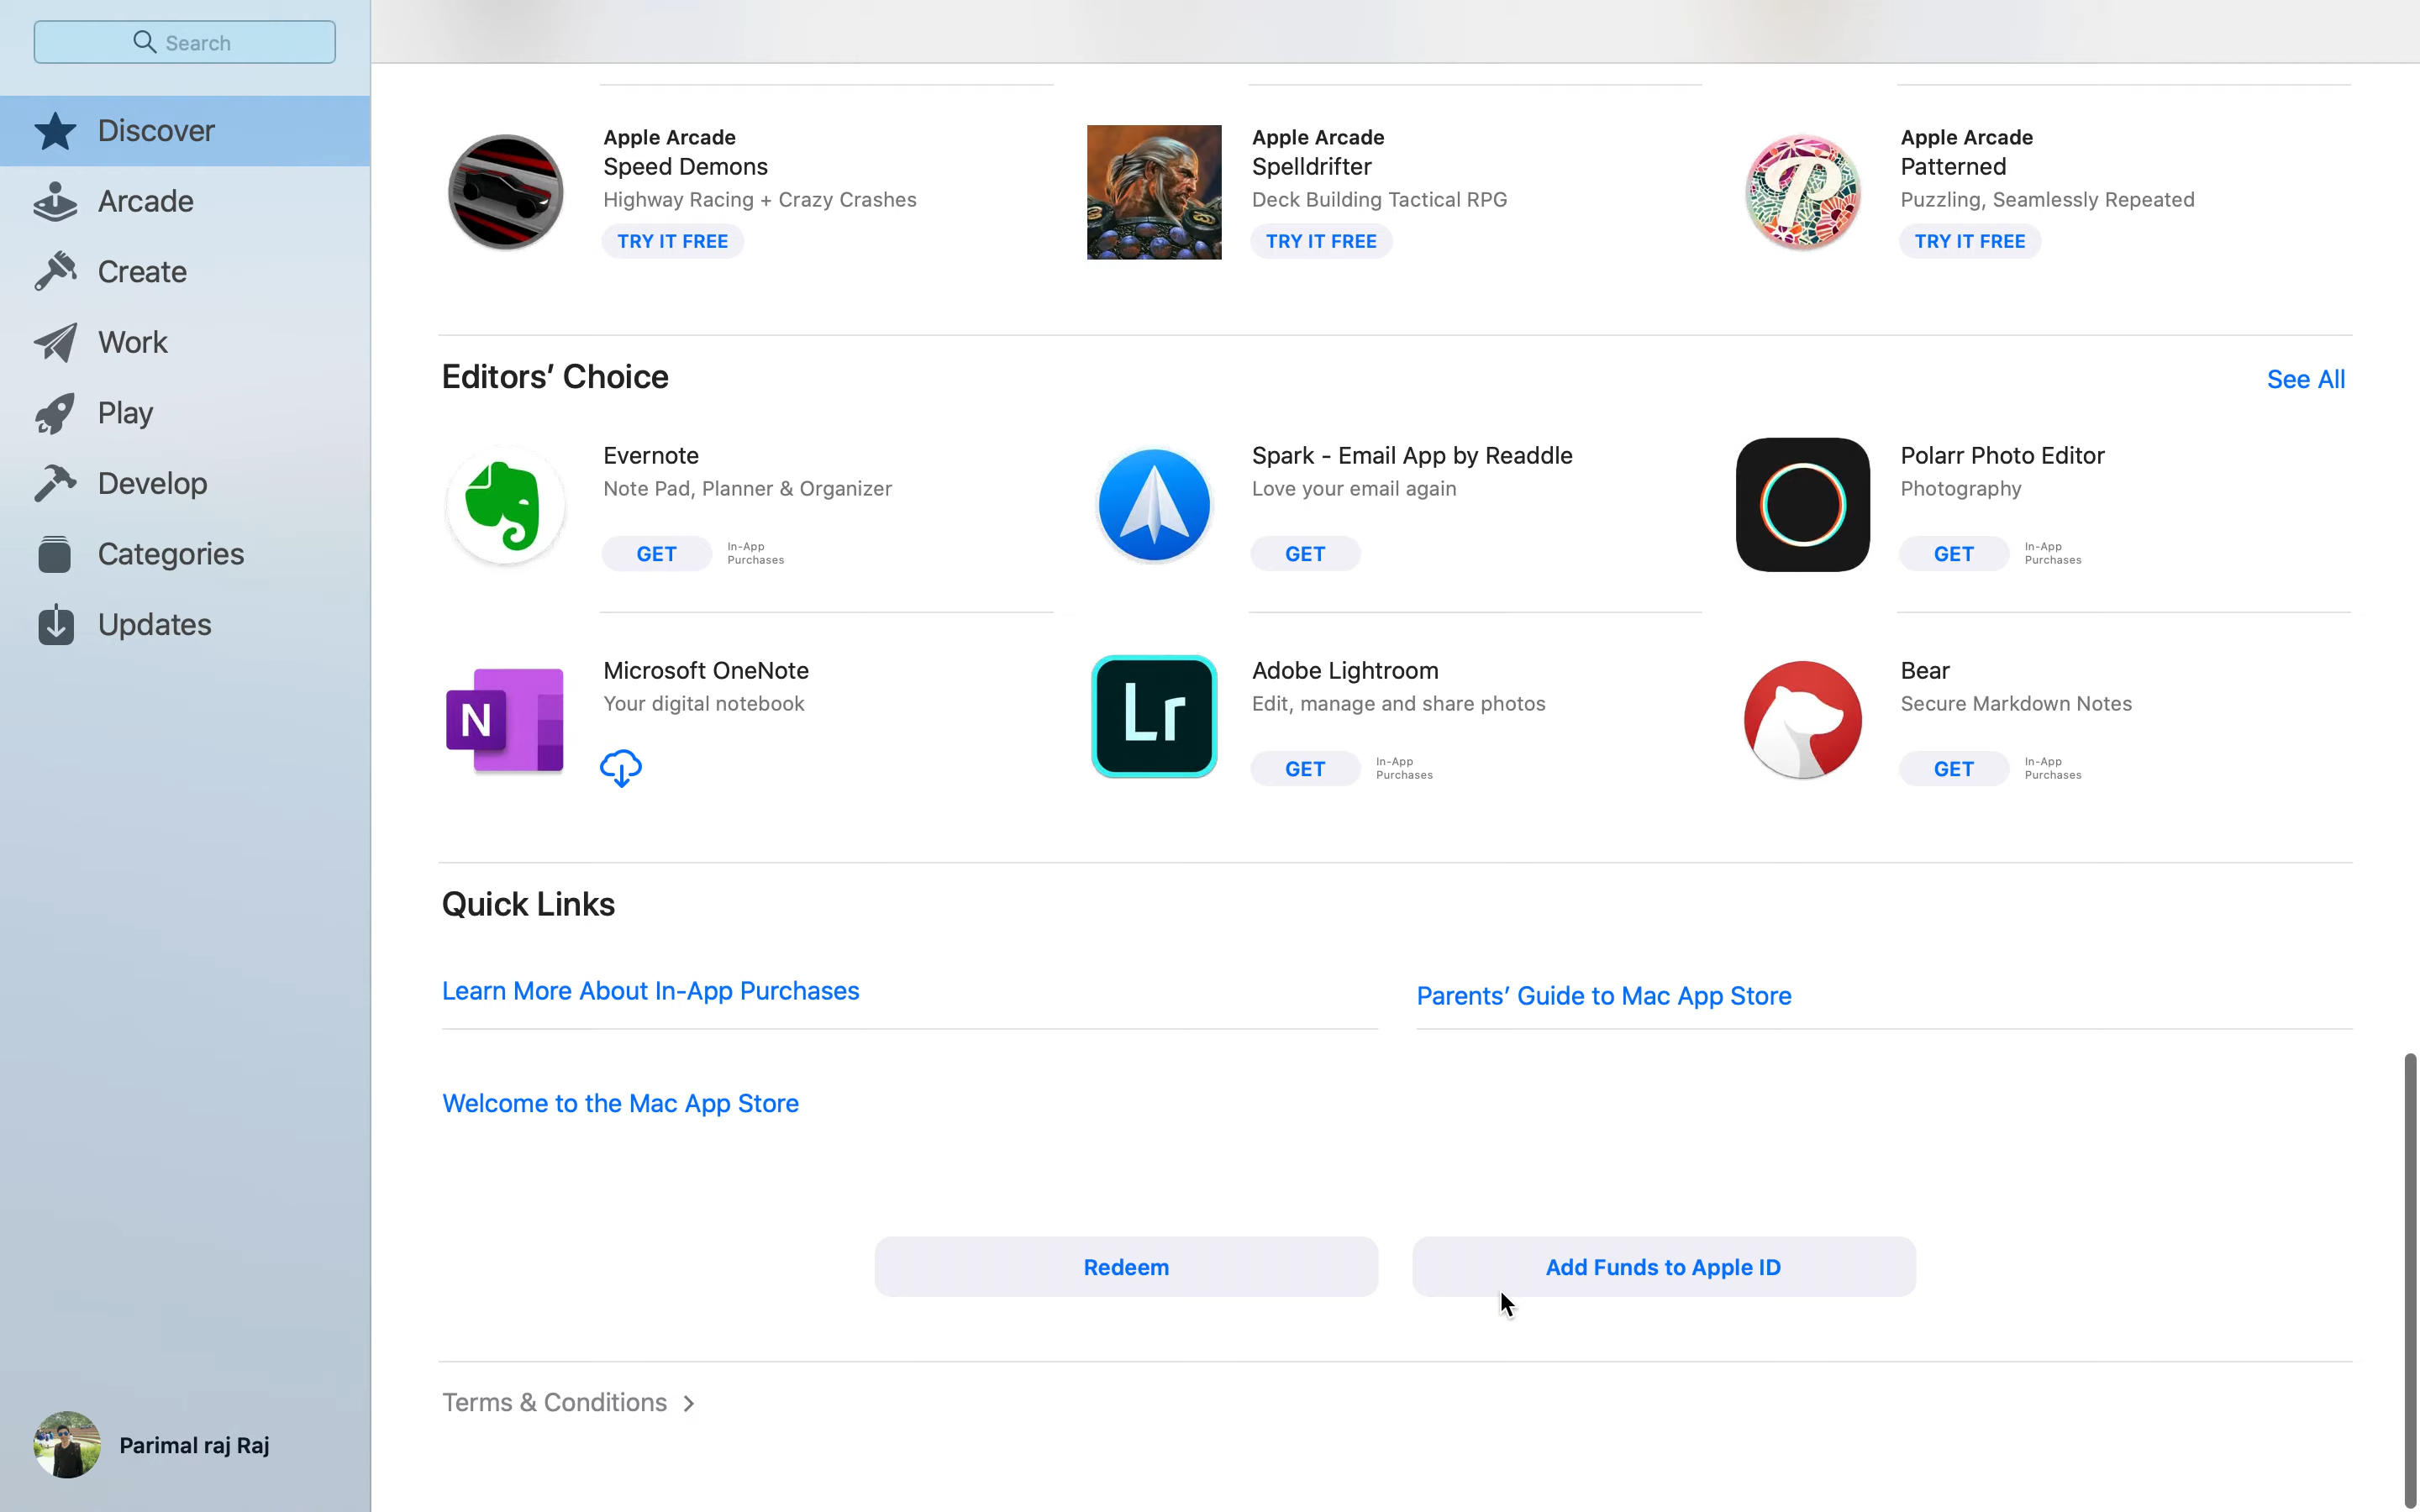 Search
Discover
Arcade
Create
Work
Play
Develop
Categories
Updates
Parimal raj Raj
Apple Arcade
Speed Demons
Highway Racing + Crazy Crashes
TRY IT FREE
Apple Arcade
Spelldrifter
Deck Building Tactical RPG
TRY IT FREE
Apple Arcade
Patterned
Puzzling, Seamlessly Repeated
TRY IT FREE
Editors’ Choice
See All
Evernote
Note Pad, Planner & Organizer
GET
In-App
Purchases
Spark - Email App by Readdle
Love your email again
GET
Polarr Photo Editor
Photography
GET
In-App
Purchases
N
Microsoft OneNote
Your digital notebook
Lr
Adobe Lightroom
Edit, manage and share photos
GET
In-App
Purchases
Bear
Secure Markdown Notes
GET
In-App
Purchases
Quick Links
Learn More About In-App Purchases
Parents’ Guide to Mac App Store
Welcome to the Mac App Store
Redeem
Add Funds to Apple ID
Terms & Conditions